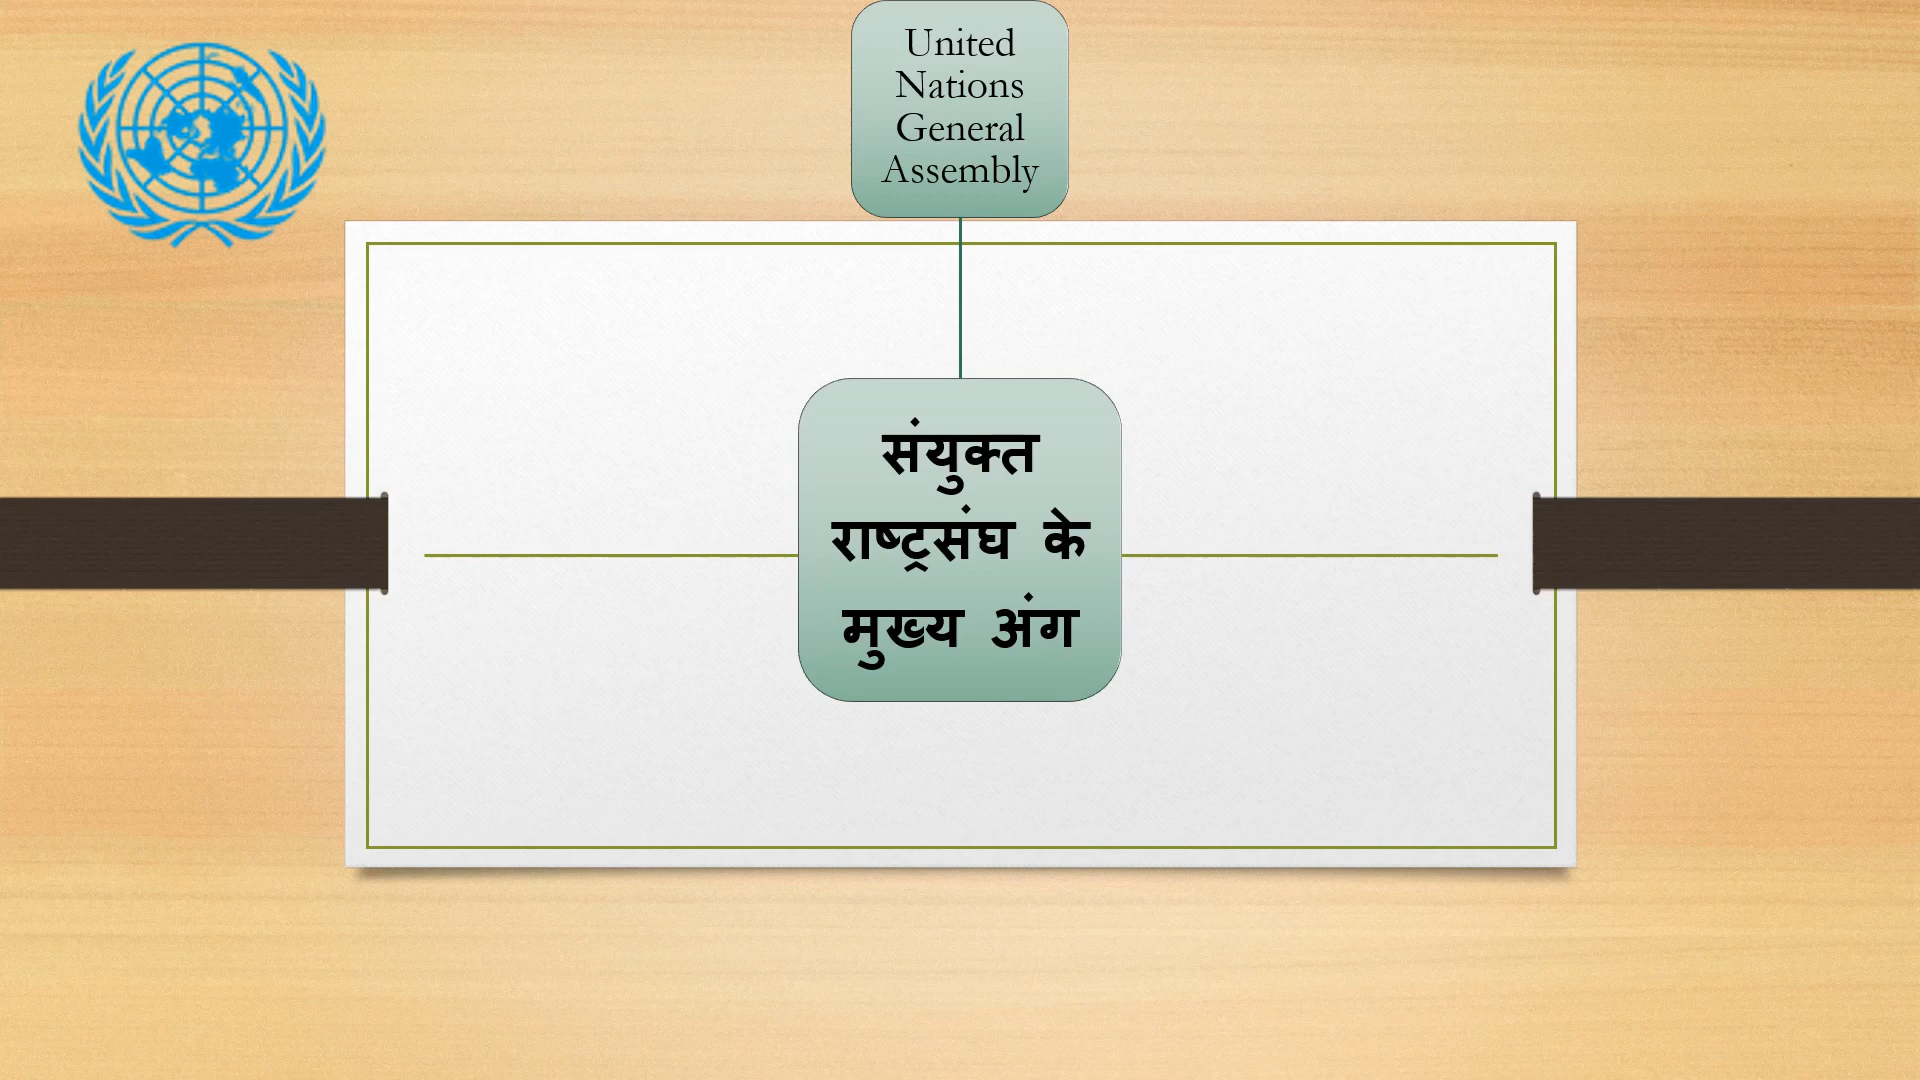 United
Nations
General
Assembly
संयुक्त
राष्ट्रसंघ के
मुख्य अंग